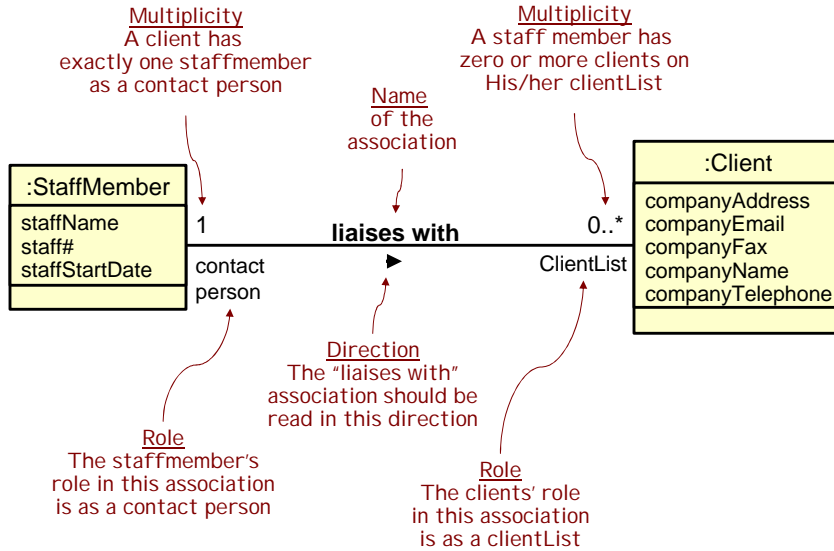 Multiplicity
A client has
exactly one staffmember
as a contact person
Multiplicity
A staff member has
zero or more clients on
His/her clientList
Name
of the
association
:StaffMember
staffName
staff#
staffStartDate
1
contact
person
liaises with
0..*
ClientList
:Client
companyAddress
companyEmail
companyFax
companyName
companyTelephone
Direction
The "liaises with"
association should be
read in this direction
Role
The staffmember's
role in this association
is as a contact person
Role
The clients' role
in this association
is as a clientList